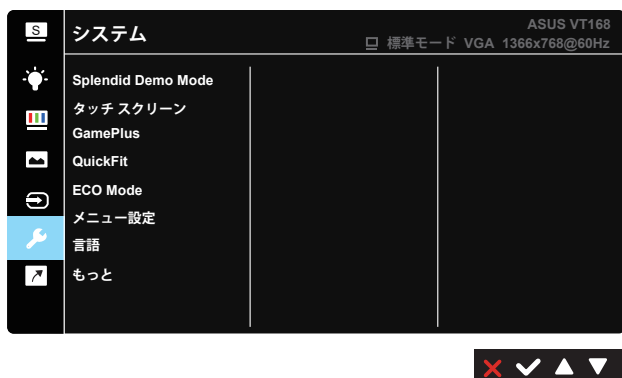 S
システム
ASUS VT168
標準モード VGA 1366x768@60Hz
Splendid Demo Mode
タッチ スクリーン
GamePlus
QuickFit
ECO Mode
メニュー設定
言語
もっと